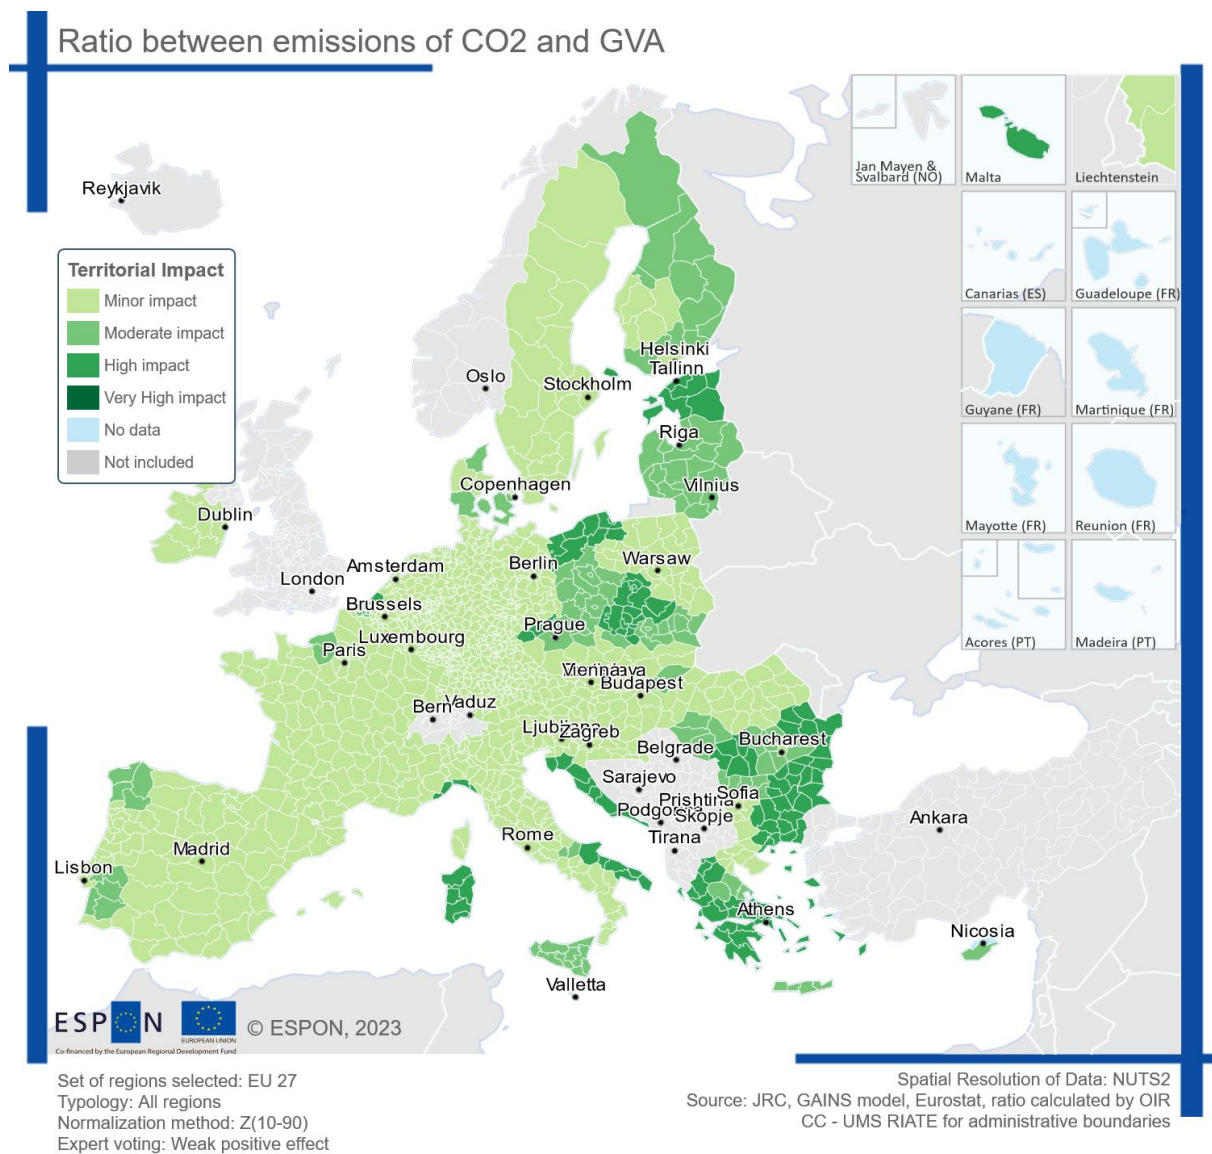 Ratio between emissions of CO2 and GVA
Reykjavik
Territorial Impact
Minor impact
Moderate impact
High impact
Very High impact
No data
Not included
Jan Mayen &
Svalbard (NO)
Malta
Liechtenstein
Canarias (ES)
Guadeloupe (FR)
Guyane (FR)
Martinique (FR)
Mayotte (FR)
Reunion (FR)
Acores (PT)
Madeira (PT)
Oslo
Stockholm
Helsinki
Tallinn
Riga
Vilnius
Copenhagen
Dublin
London
Amsterdam
Berlin
Warsaw
Brussels
Prague
Luxembourg
Paris
Vienna
Budapest
Bern
Vaduz
Zagreb
Belgrade
Bucharest
Sarajevo
Sofia
Prishtina
Skopje
Tirana
Rome
Madrid
Lisbon
Ankara
Athens
Nicosia
Valletta
ESPON
EUROPEAN UNION
Co-financed by the European Regional Development Fund
© ESPON, 2023
Set of regions selected: EU 27
Typology: All regions
Normalization method: Z(10-90)
Expert voting: Weak positive effect
Spatial Resolution of Data: NUTS2
Source: JRC, GAINS model, Eurostat, ratio calculated by OIR
CC - UMS RIATE for administrative boundaries